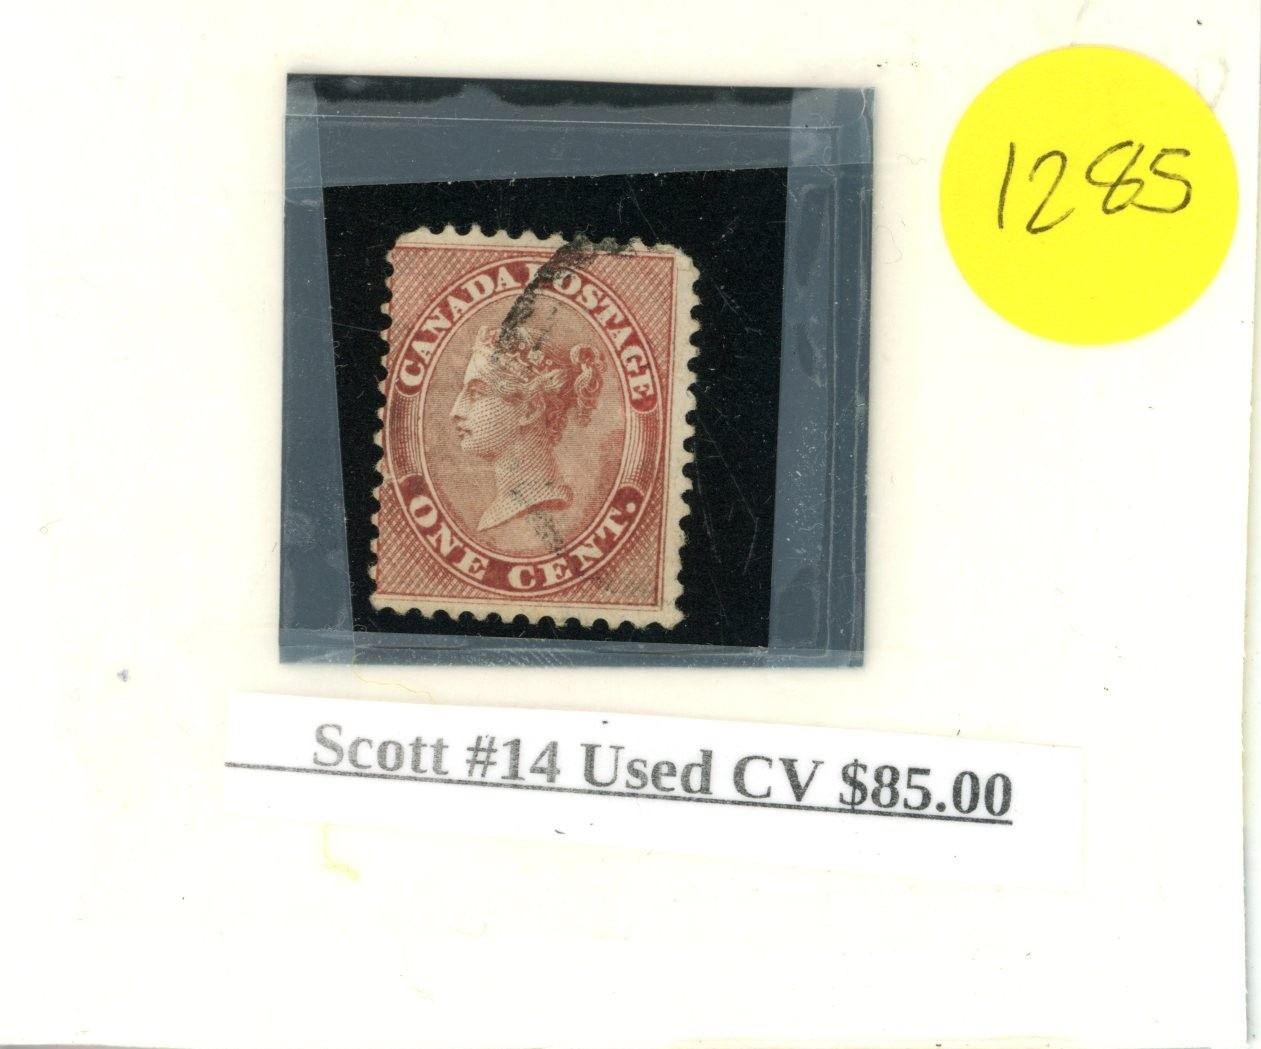 1285
CANADA POSTAGE
ONE CENT.
Scott #14 Used CV $85.00